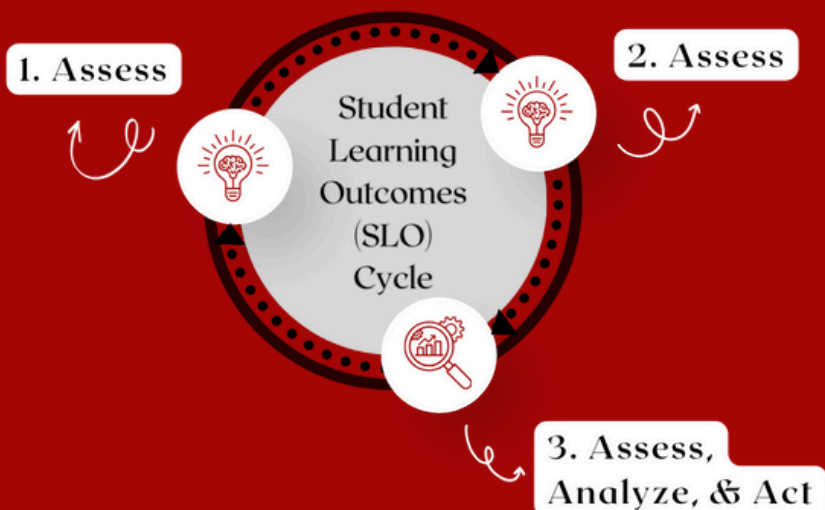 1. Assess
2. Assess
Student
Learning
Outcomes
(SLO)
Cycle
3. Assess,
Analyze, & Act